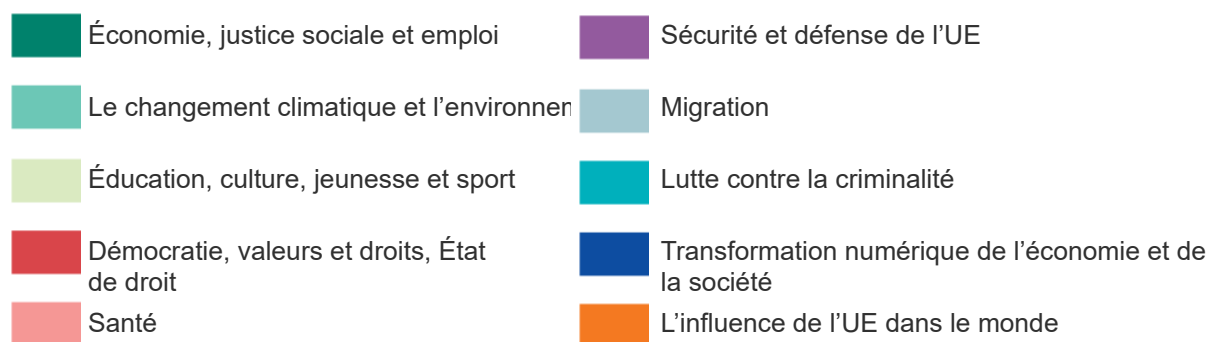 Économie, justice sociale et emploi
Le changement climatique et l’environnen
Éducation, culture, jeunesse et sport
Démocratie, valeurs et droits, État
de droit
Santé
Sécurité et défense de l’UE
Migration
Lutte contre la criminalité
Transformation numérique de l’économie et de
la société
L’influence de l’UE dans le monde